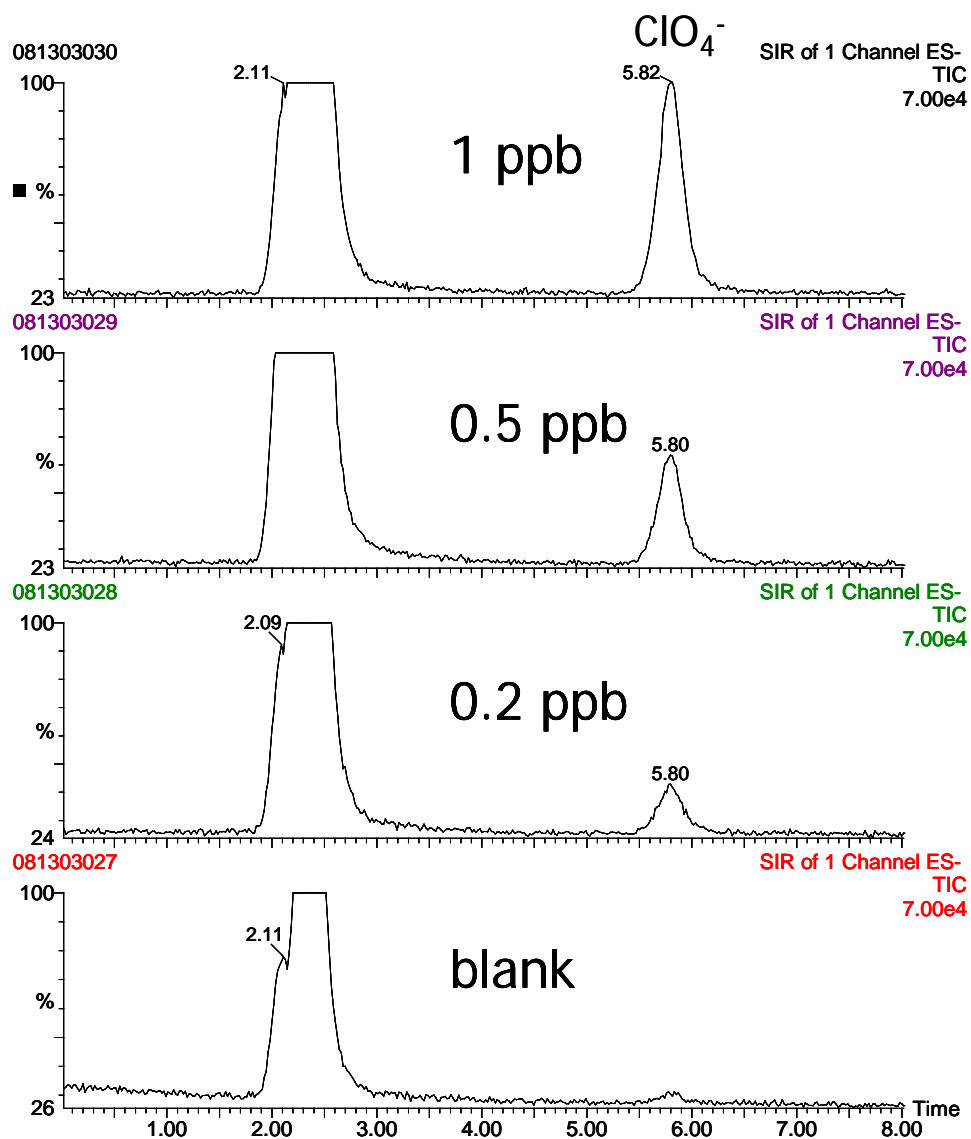 ClO4-
081303030
SIR of 1 Channel ES-
TIC
7.00e4
100
2.11
5.82
1 ppb
%
23
081303029
SIR of 1 Channel ES-
TIC
7.00e4
100
0.5 ppb
5.80
%
23
081303028
SIR of 1 Channel ES-
TIC
7.00e4
100
2.09
0.2 ppb
%
5.80
24
081303027
SIR of 1 Channel ES-
TIC
7.00e4
100
2.11
blank
%
26
Time
1.00 2.00 3.00 4.00 5.00 6.00 7.00 8.00